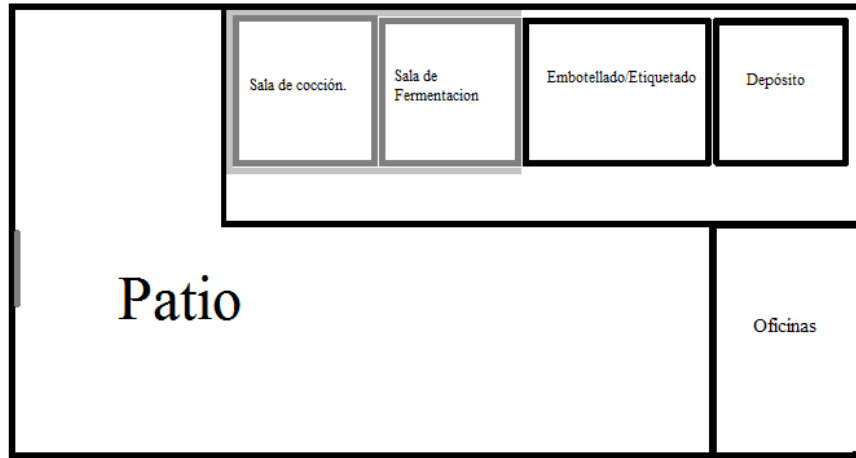 Sala de cocción.
Sala de
Fermentacion
Embotellado/Etiquetado
Depósito
Patio
Oficinas